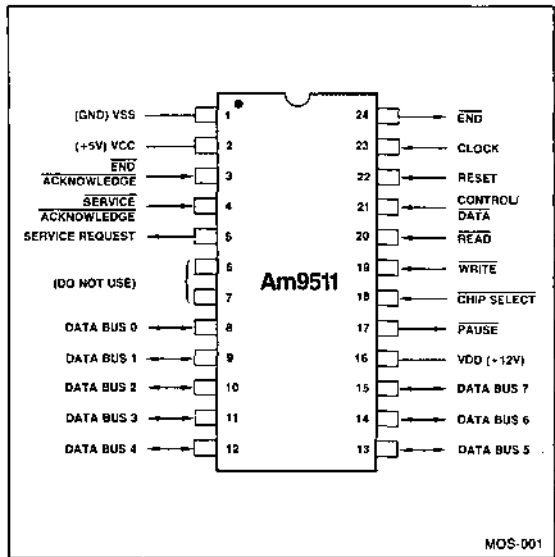 (GND) VSS 1
(+5V) VCC 2
END
ACKNOWLEDGE 3
SERVICE
ACKNOWLEDGE 4
SERVICE REQUEST 5
(DO NOT USE) 6
7
DATA BUS 0 8
DATA BUS 1 9
DATA BUS 2 10
DATA BUS 3 11
DATA BUS 4 12
Am9511
24 END
23 CLOCK
22 RESET
21 CONTROL/
DATA
20 READ
19 WRITE
18 CHIP SELECT
17 PAUSE
16 VDD (+12V)
15 DATA BUS 7
14 DATA BUS 6
13 DATA BUS 5
MOS-001